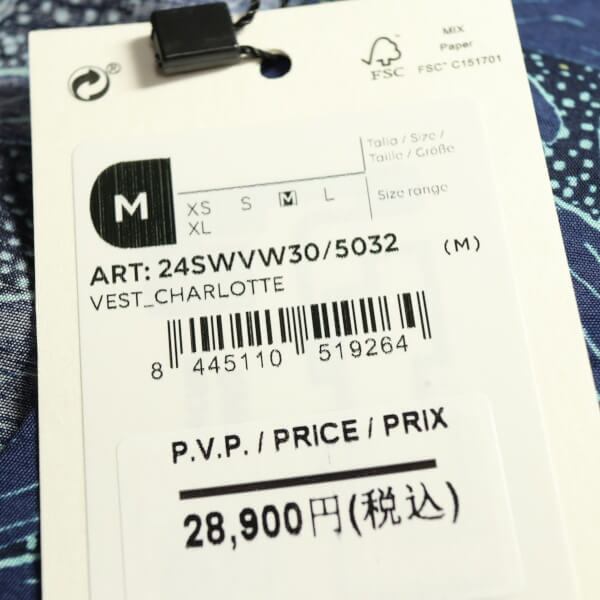 MIX
Paper
FSC™ C151701
FSC
®
Talla / Size /
Taille / Größe
M
XS S M L
XL
Size range
ART: 24SWVW30/5032 (M)
VEST_CHARLOTTE
8 445110 519264
P.V.P. / PRICE / PRIX
28,900円(税込)